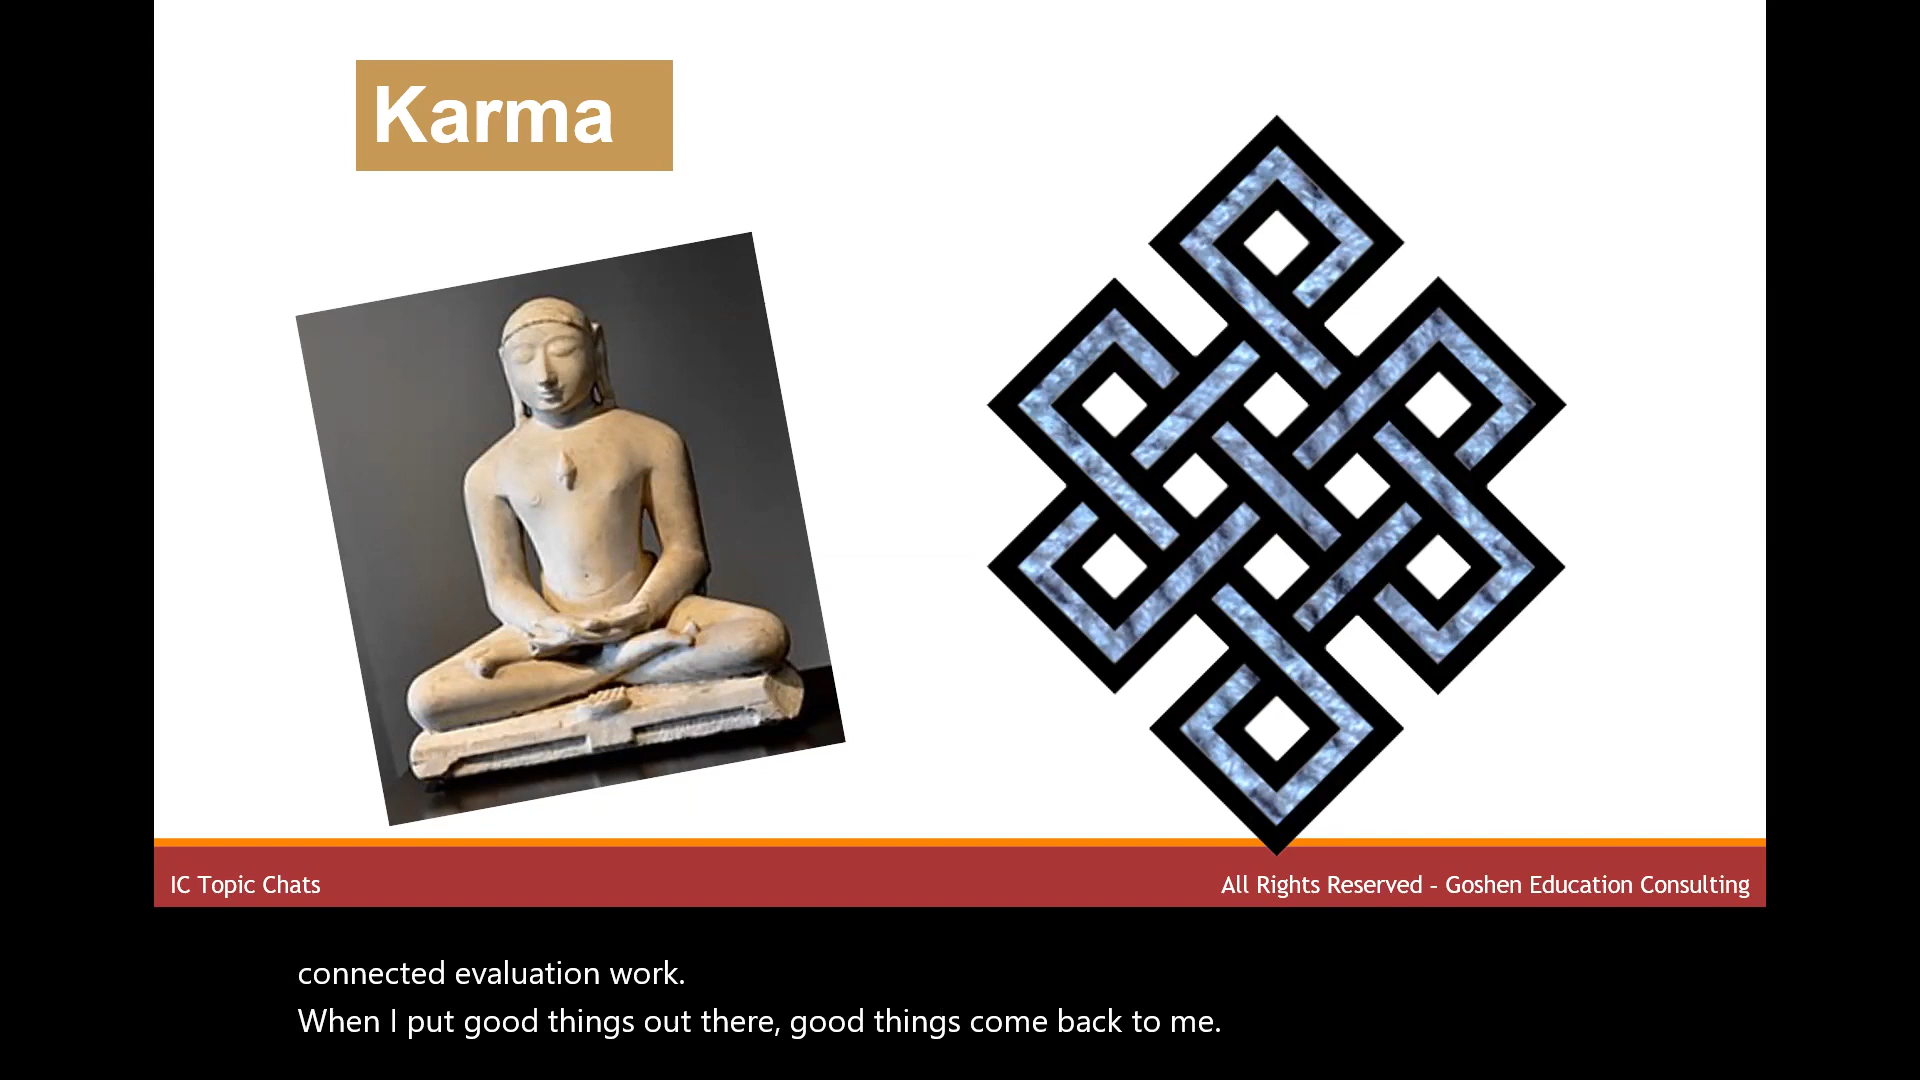 Karma
IC Topic Chats
All Rights Reserved – Goshen Education Consulting
connected evaluation work.
When I put good things out there, good things come back to me.